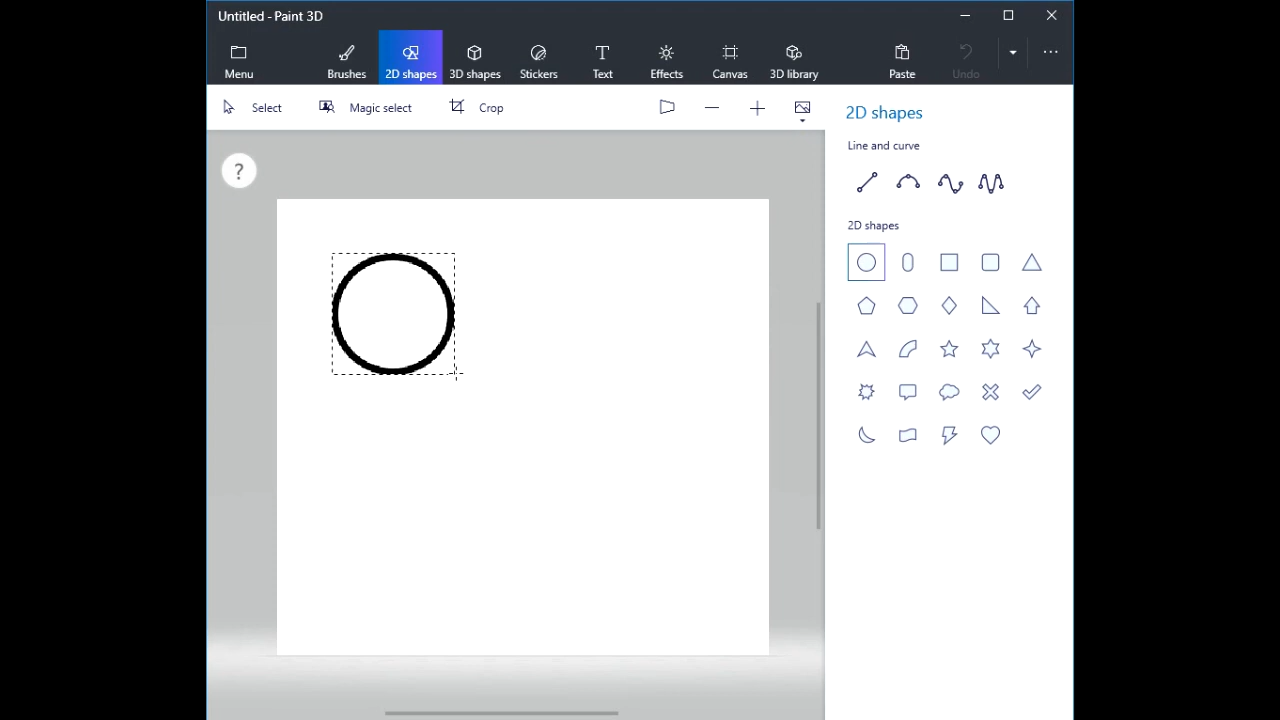 Untitled - Paint 3D
Menu
Brushes
2D shapes
3D shapes
Stickers
Text
Effects
Canvas
3D library
Paste
Undo
Select
Magic select
Crop
?
2D shapes
Line and curve
2D shapes